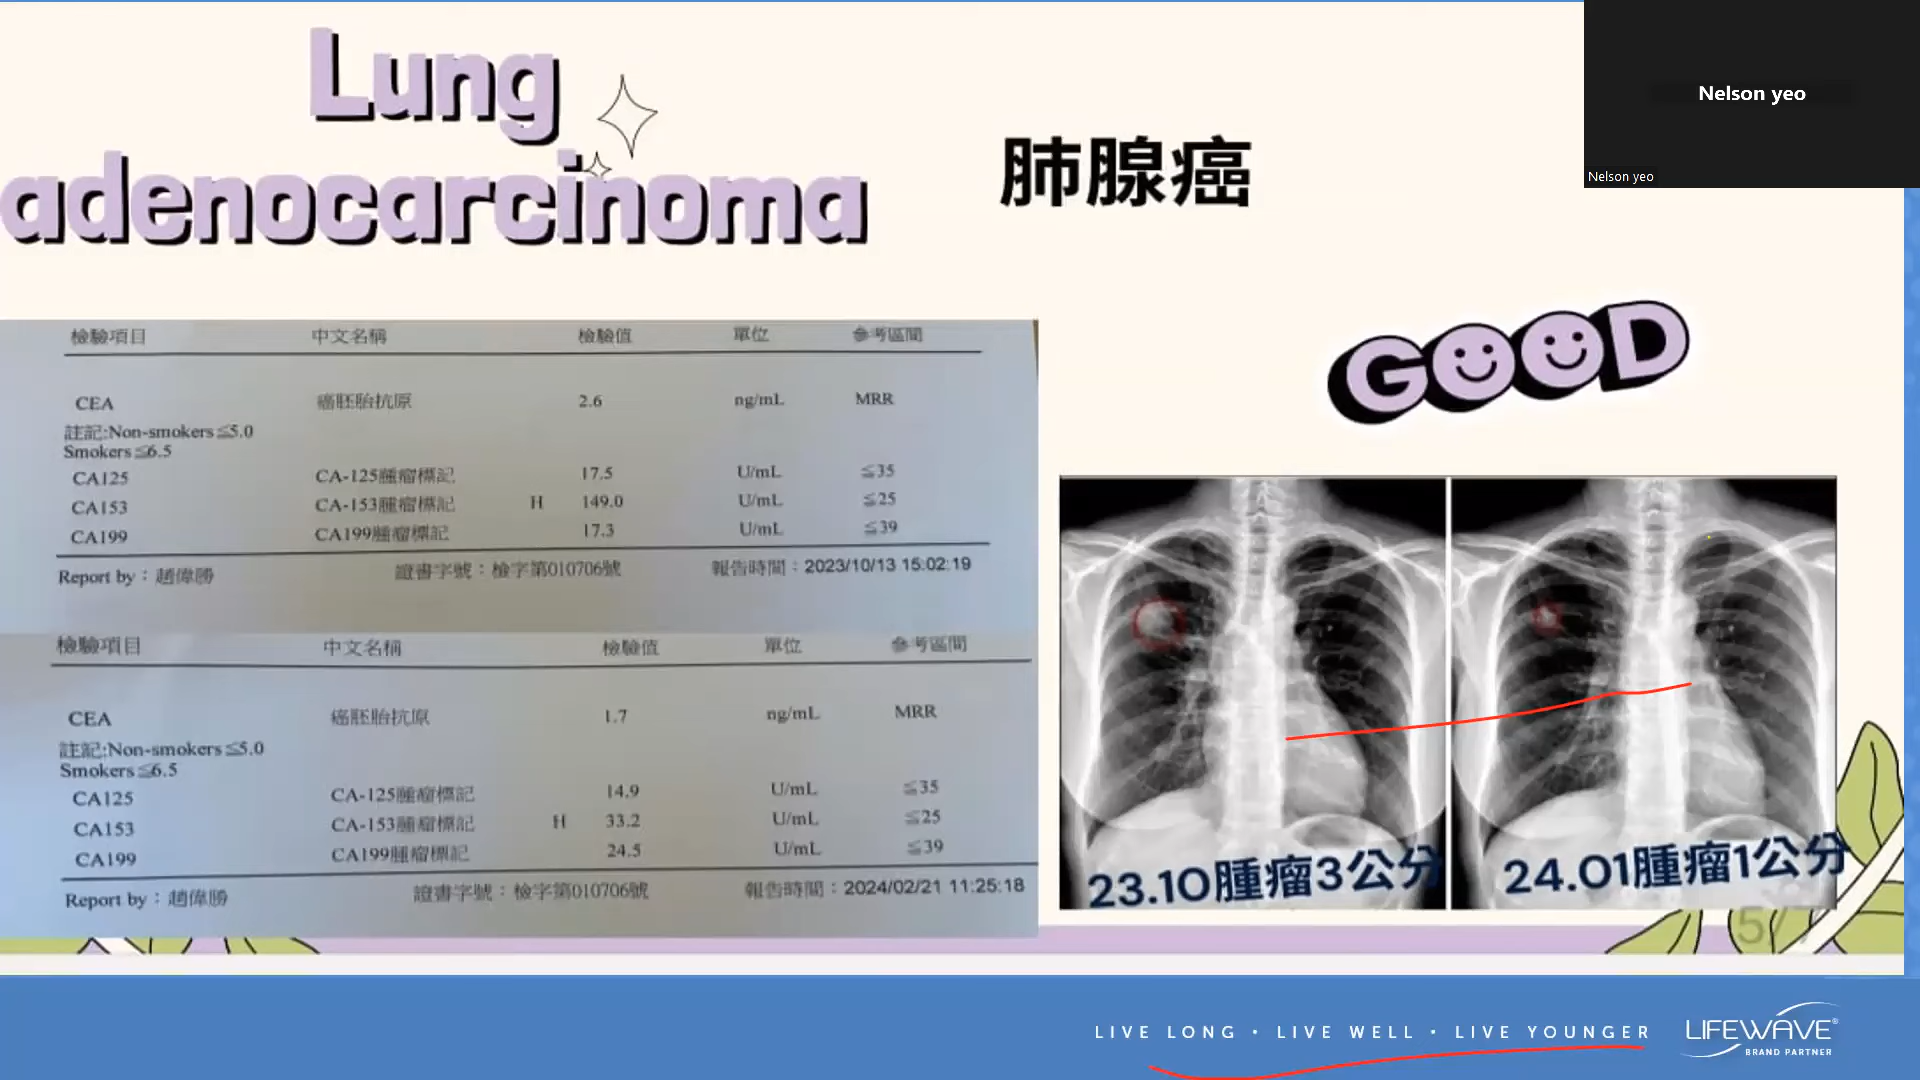 Lung
adenocarcinoma
肺腺癌
Nelson yeo
Nelson yeo
GOOD
檢驗項目 中文名稱 檢驗值 單位 參考區間
CEA 癌胚胎抗原 2.6 ng/mL MRR
註記:Non-smokers≦5.0
Smokers≦6.5
CA125 CA-125腫瘤標記 17.5 U/mL ≦35
CA153 CA-153腫瘤標記 H 149.0 U/mL ≦25
CA199 CA199腫瘤標記 17.3 U/mL ≦39
Report by：趙偉勝 證書字號：檢字第010706號 報告時間：2023/10/13 15:02:19
檢驗項目 中文名稱 檢驗值 單位 參考區間
CEA 癌胚胎抗原 1.7 ng/mL MRR
註記:Non-smokers≦5.0
Smokers≦6.5
CA125 CA-125腫瘤標記 14.9 U/mL ≦35
CA153 CA-153腫瘤標記 H 33.2 U/mL ≦25
CA199 CA199腫瘤標記 24.5 U/mL ≦39
Report by：趙偉勝 證書字號：檢字第010706號 報告時間：2024/02/21 11:25:18
23.10腫瘤3公分
24.01腫瘤1公分
5/7
LIVE LONG · LIVE WELL · LIVE YOUNGER
LIFEWAVE®
BRAND PARTNER